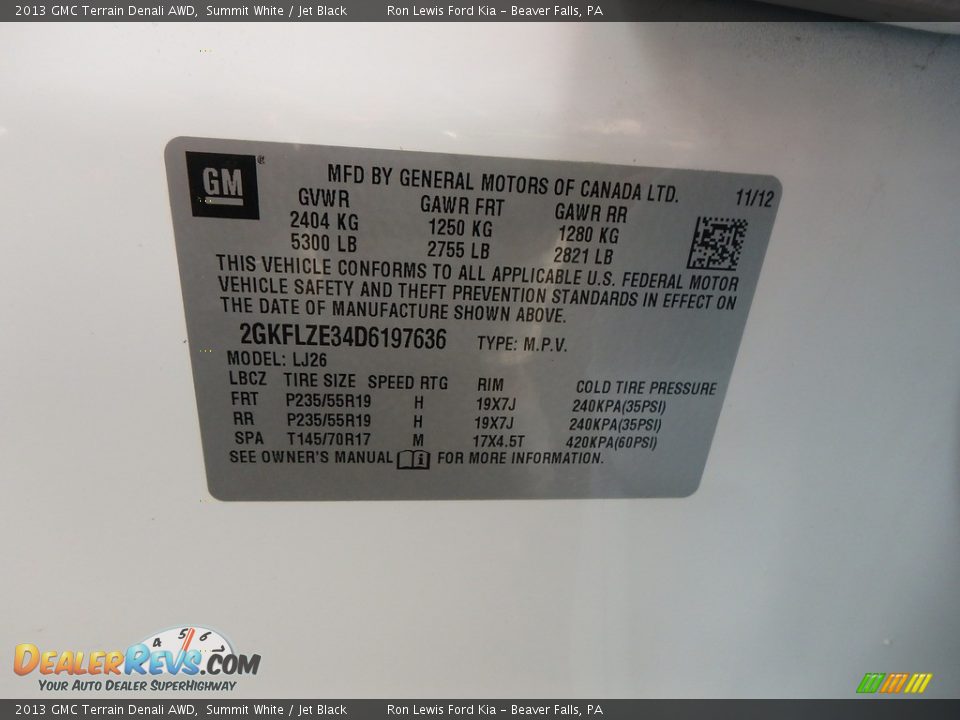 2013 GMC Terrain Denali AWD, Summit White / Jet Black Ron Lewis Ford Kia - Beaver Falls, PA
GM
MFD BY GENERAL MOTORS OF CANADA LTD. 11/12
GVWR GAWR FRT GAWR RR
2404 KG 1250 KG 1280 KG
5300 LB 2755 LB 2821 LB
THIS VEHICLE CONFORMS TO ALL APPLICABLE U.S. FEDERAL MOTOR
VEHICLE SAFETY AND THEFT PREVENTION STANDARDS IN EFFECT ON
THE DATE OF MANUFACTURE SHOWN ABOVE.
2GKFLZE34D6197636 TYPE: M.P.V.
MODEL: LJ26
LBCZ TIRE SIZE SPEED RTG RIM COLD TIRE PRESSURE
FRT P235/55R19 H 19X7J 240KPA(35PSI)
RR P235/55R19 H 19X7J 240KPA(35PSI)
SPA T145/70R17 M 17X4.5T 420KPA(60PSI)
SEE OWNER'S MANUAL i FOR MORE INFORMATION.
4 5 6 7
DEALERREVS.COM
YOUR AUTO DEALER SUPERHIGHWAY
2013 GMC Terrain Denali AWD, Summit White / Jet Black Ron Lewis Ford Kia - Beaver Falls, PA